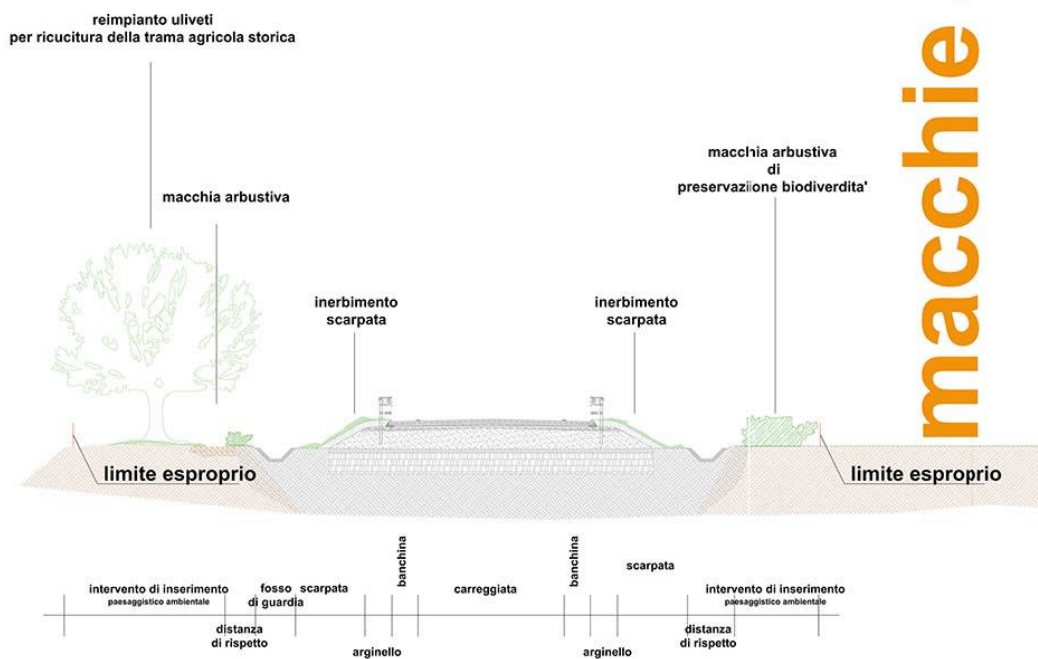 reimpianto uliveti
per ricucitura della trama agricola storica
macchia arbustiva
inerbimento
scarpata
inerbimento
scarpata
macchia arbustiva
di
preservazione biodiverdita'
macchie
limite esproprio
limite esproprio
intervento di inserimento
paesaggistico ambientale
distanza
di rispetto
fosso
di guardia
scarpata
arginello
banchina
carreggiata
banchina
arginello
scarpata
distanza
di rispetto
intervento di inserimento
paesaggistico ambientale